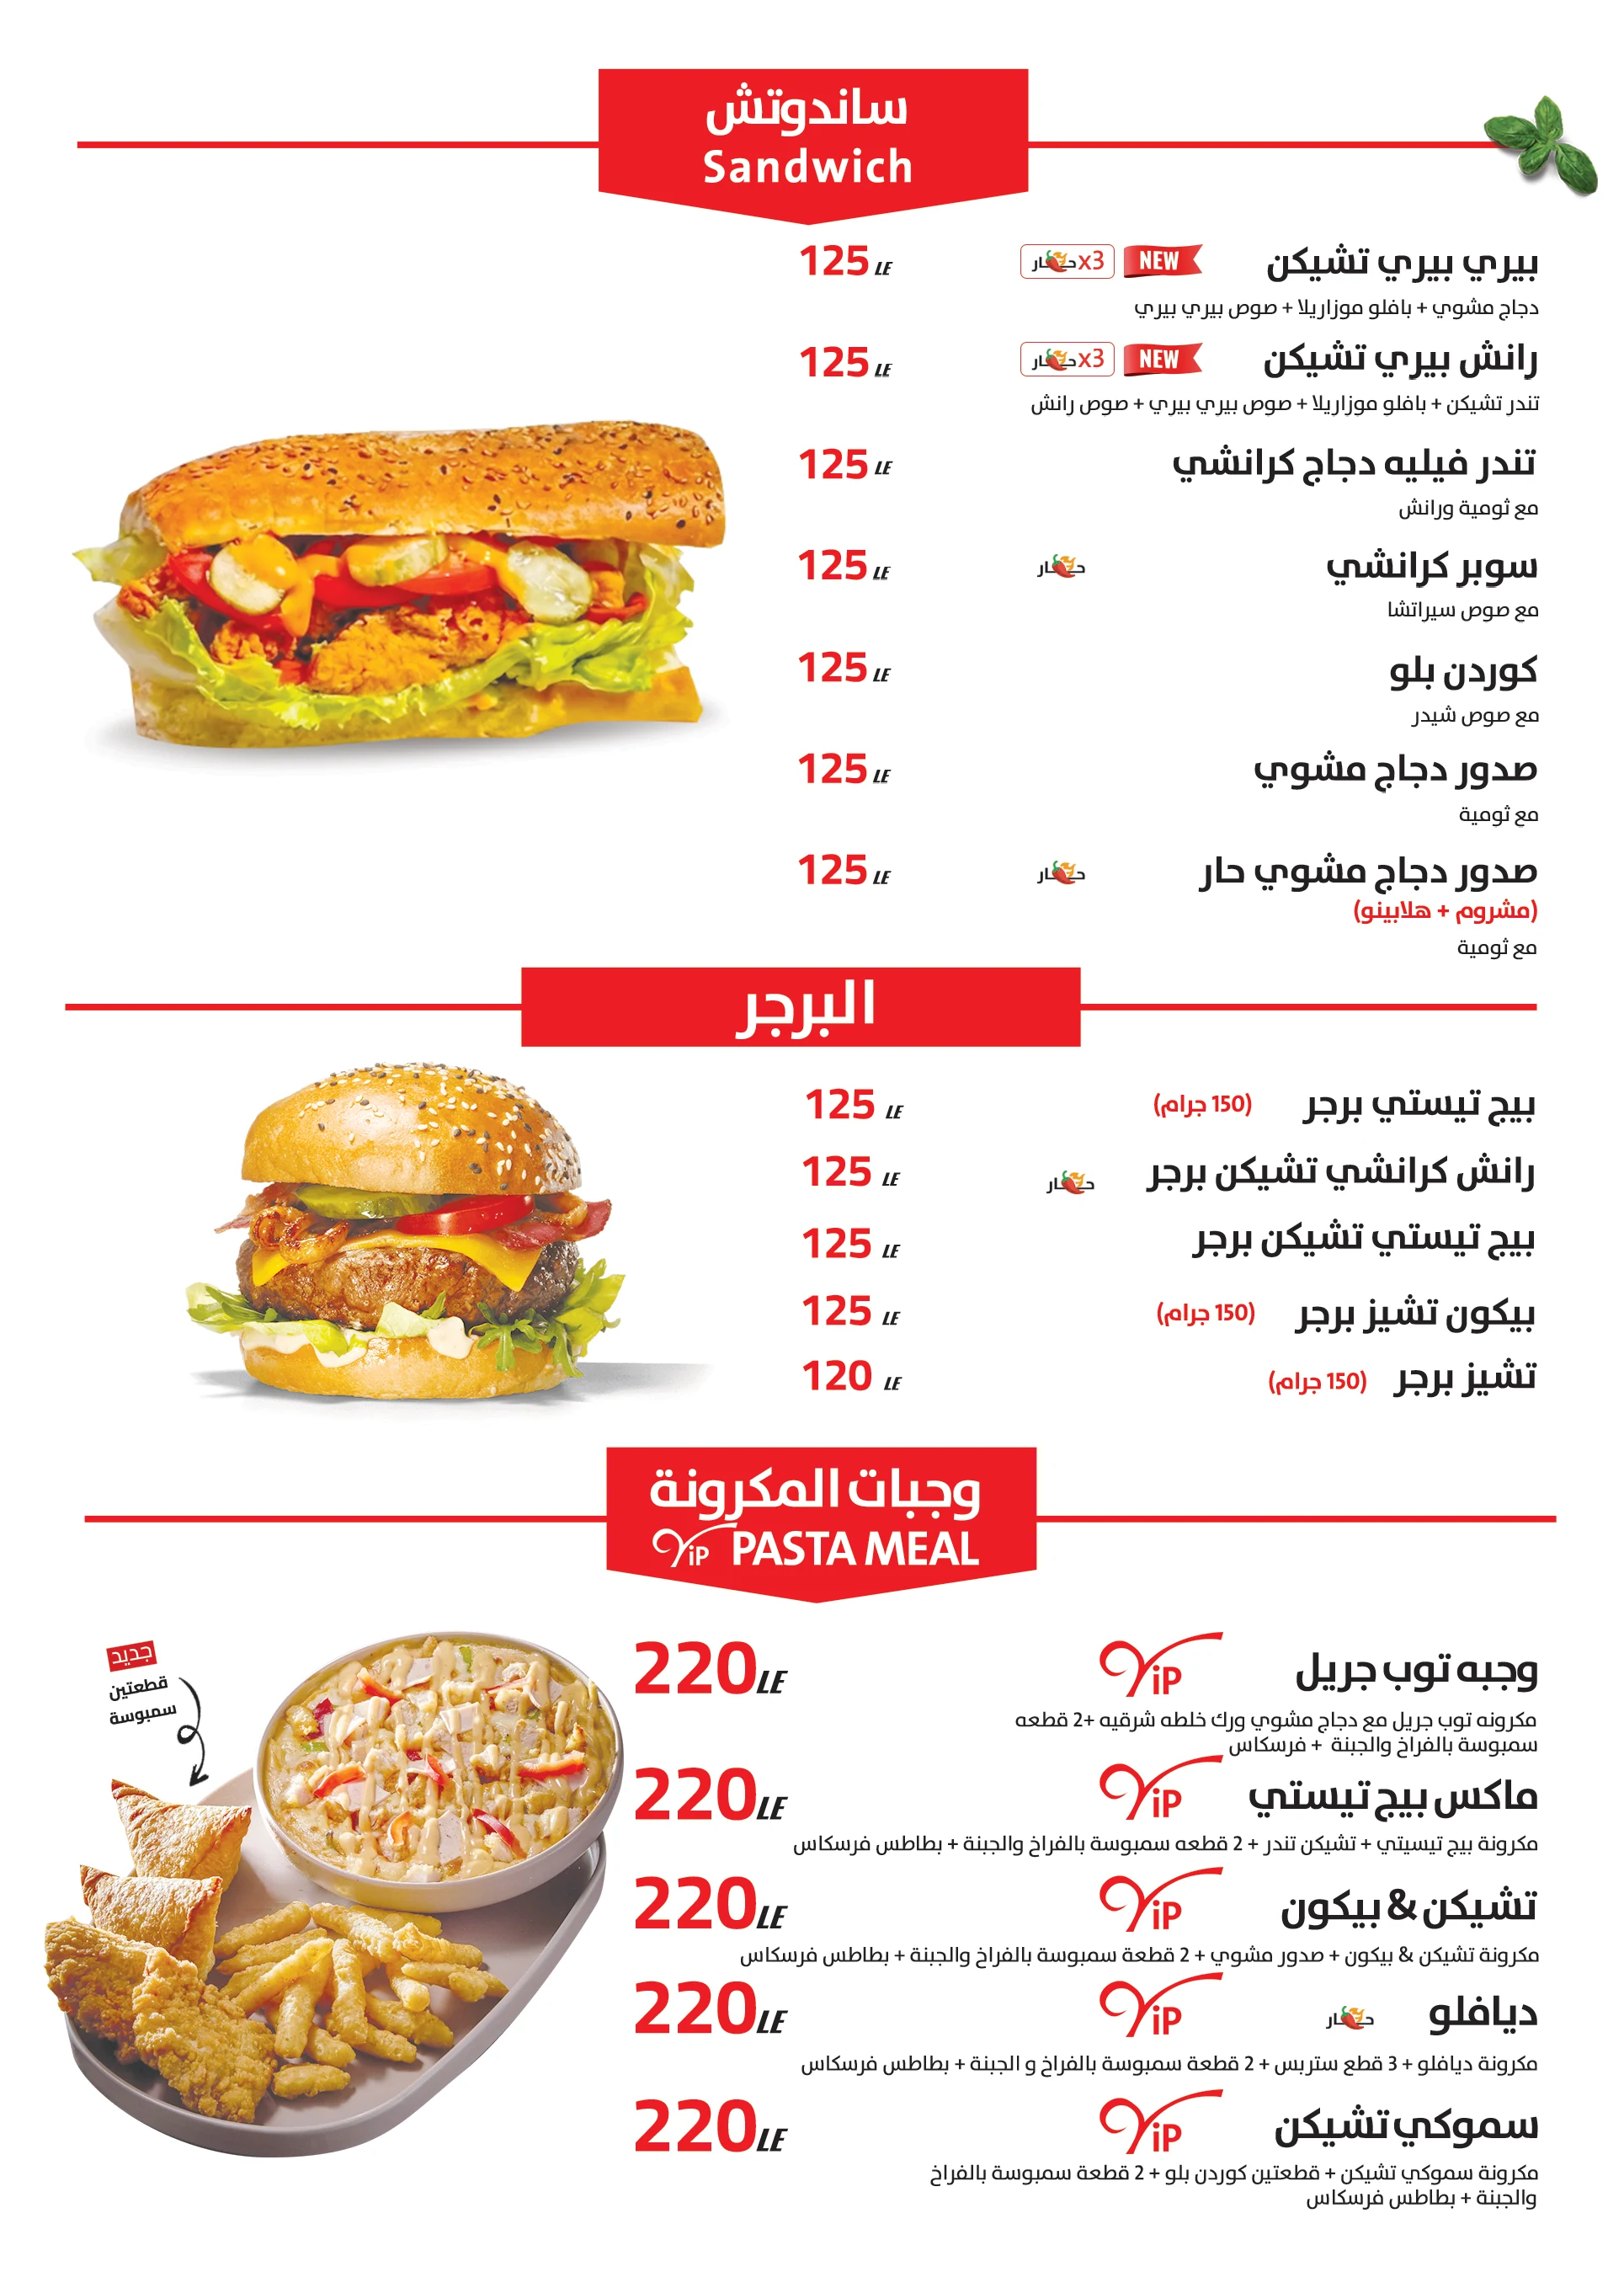 ساندوتش
Sandwich
بيري بيري تشيكن NEW x3 حار 125 LE
دجاج مشوي + بافلو موزاريلا + صوص بيري بيري
رانش بيري تشيكن NEW x3 حار 125 LE
تندر تشيكن + بافلو موزاريلا + صوص بيري بيري + صوص رانش
تندر فيليه دجاج كرانشي 125 LE
مع ثومية ورانش
سوبر كرانشي حار 125 LE
مع صوص سيراتشا
كوردن بلو 125 LE
مع صوص شيدر
صدور دجاج مشوي 125 LE
مع ثومية
صدور دجاج مشوي حار حار 125 LE
(مشروم + هلابينو)
مع ثومية
البرجر
بيج تيستي برجر (150 جرام) 125 LE
رانش كرانشي تشيكن برجر حار 125 LE
بيج تيستي تشيكن برجر 125 LE
بيكون تشيز برجر (150 جرام) 125 LE
تشيز برجر (150 جرام) 120 LE
وجبات المكرونة
ViP PASTA MEAL
جديد
قطعتين
سمبوسة
وجبه توب جريل ViP 220 LE
مكرونه توب جريل مع دجاج مشوي ورك خلطه شرقيه +2 قطعه
سمبوسة بالفراخ والجبنة + فرسكاس
ماكس بيج تيستي ViP 220 LE
مكرونة بيج تيسيتي + تشيكن تندر + 2 قطعه سمبوسة بالفراخ والجبنة + بطاطس فرسكاس
تشيكن & بيكون ViP 220 LE
مكرونة تشيكن & بيكون + صدور مشوي + 2 قطعة سمبوسة بالفراخ والجبنة + بطاطس فرسكاس
ديافلو حار ViP 220 LE
مكرونة ديافلو + 3 قطع ستربس + 2 قطعة سمبوسة بالفراخ و الجبنة + بطاطس فرسكاس
سموكي تشيكن ViP 220 LE
مكرونة سموكي تشيكن + قطعتين كوردن بلو + 2 قطعة سمبوسة بالفراخ
والجبنة + بطاطس فرسكاس